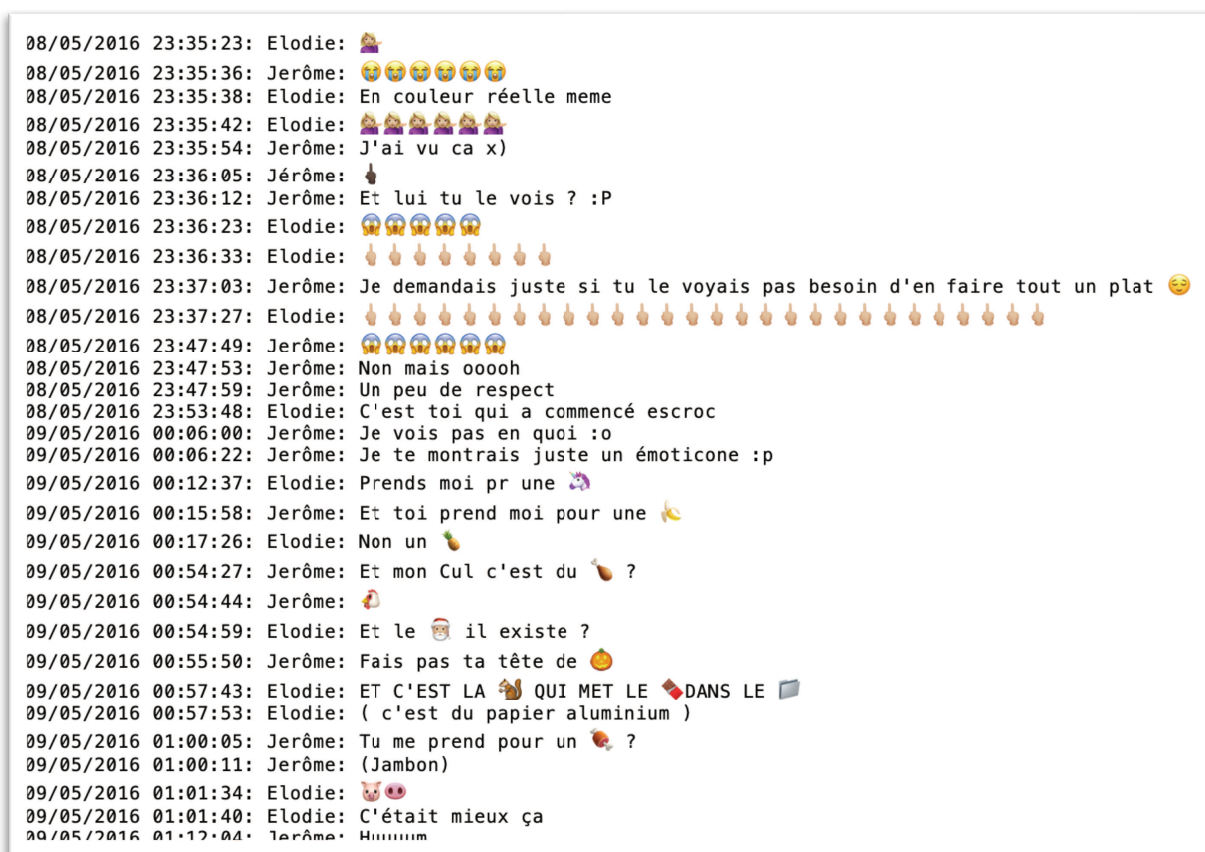 08/05/2016 23:35:23: Elodie: 💁🏼
08/05/2016 23:35:36: Jerôme: 😭😭😭😭😭😭
08/05/2016 23:35:38: Elodie: En couleur réelle meme
08/05/2016 23:35:42: Elodie: 💁🏼💁🏼💁🏼💁🏼💁🏼💁🏼
08/05/2016 23:35:54: Jerôme: J'ai vu ca x)
08/05/2016 23:36:05: Jérôme: 🖕🏿
08/05/2016 23:36:12: Jerôme: Et lui tu le vois ? :P
08/05/2016 23:36:23: Elodie: 😱😱😱😱😱
08/05/2016 23:36:33: Elodie: 🖕🏼🖕🏼🖕🏼🖕🏼🖕🏼🖕🏼🖕🏼🖕🏼
08/05/2016 23:37:03: Jerôme: Je demandais juste si tu le voyais pas besoin d'en faire tout un plat 😌
08/05/2016 23:37:27: Elodie: 🖕🏼🖕🏼🖕🏼🖕🏼🖕🏼🖕🏼🖕🏼🖕🏼🖕🏼🖕🏼🖕🏼🖕🏼🖕🏼🖕🏼🖕🏼🖕🏼🖕🏼🖕🏼🖕🏼🖕🏼🖕🏼🖕🏼🖕🏼🖕🏼🖕🏼🖕🏼🖕🏼🖕🏼
08/05/2016 23:47:49: Jerôme: 😱😱😱😱😱😱
08/05/2016 23:47:53: Jerôme: Non mais ooooh
08/05/2016 23:47:59: Jerôme: Un peu de respect
08/05/2016 23:53:48: Elodie: C'est toi qui a commencé escroc
09/05/2016 00:06:00: Jerôme: Je vois pas en quoi :o
09/05/2016 00:06:22: Jerôme: Je te montrais juste un émoticone :p
09/05/2016 00:12:37: Elodie: Prends moi pr une 🦄
09/05/2016 00:15:58: Jerôme: Et toi prend moi pour une 🍌
09/05/2016 00:17:26: Elodie: Non un 🍍
09/05/2016 00:54:27: Jerôme: Et mon Cul c'est du 🍗 ?
09/05/2016 00:54:44: Jerôme: 🐔
09/05/2016 00:54:59: Elodie: Et le 🎅🏼 il existe ?
09/05/2016 00:55:50: Jerôme: Fais pas ta tête de 🎃
09/05/2016 00:57:43: Elodie: ET C'EST LA 🐿 QUI MET LE 🍫DANS LE 📁
09/05/2016 00:57:53: Elodie: ( c'est du papier aluminium )
09/05/2016 01:00:05: Jerôme: Tu me prend pour un 🍖 ?
09/05/2016 01:00:11: Jerôme: (Jambon)
09/05/2016 01:01:34: Elodie: 🐷🐽
09/05/2016 01:01:40: Elodie: C'était mieux ça
09/05/2016 01:12:04: Jerôme: Huuuum